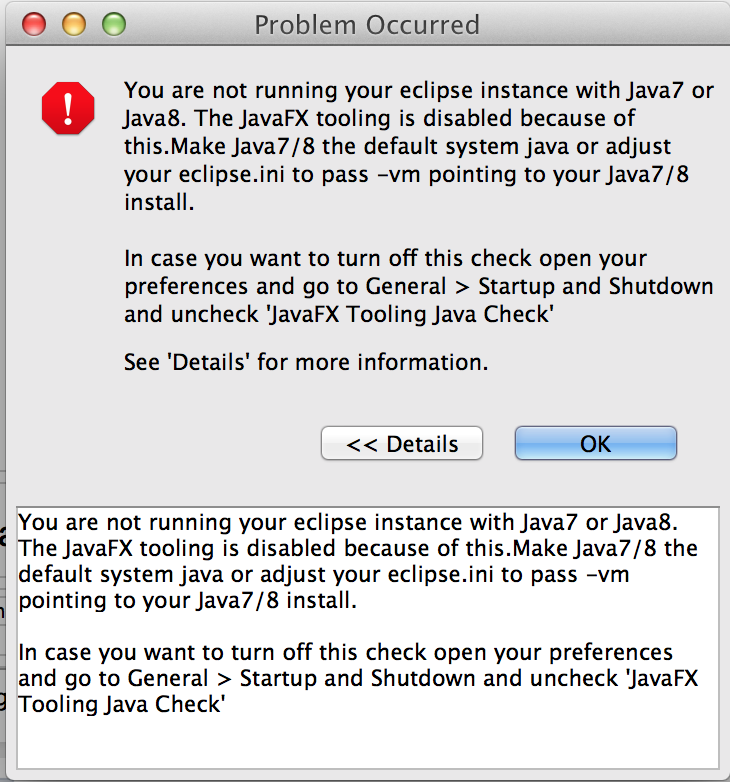 Problem Occurred
You are not running your eclipse instance with Java7 or
Java8. The JavaFX tooling is disabled because of
this.Make Java7/8 the default system java or adjust
your eclipse.ini to pass -vm pointing to your Java7/8
install.
In case you want to turn off this check open your
preferences and go to General > Startup and Shutdown
and uncheck 'JavaFX Tooling Java Check'
See 'Details' for more information.
<< Details
OK
You are not running your eclipse instance with Java7 or Java8.
The JavaFX tooling is disabled because of this.Make Java7/8 the
default system java or adjust your eclipse.ini to pass -vm
pointing to your Java7/8 install.
In case you want to turn off this check open your preferences
and go to General > Startup and Shutdown and uncheck 'JavaFX
Tooling Java Check'